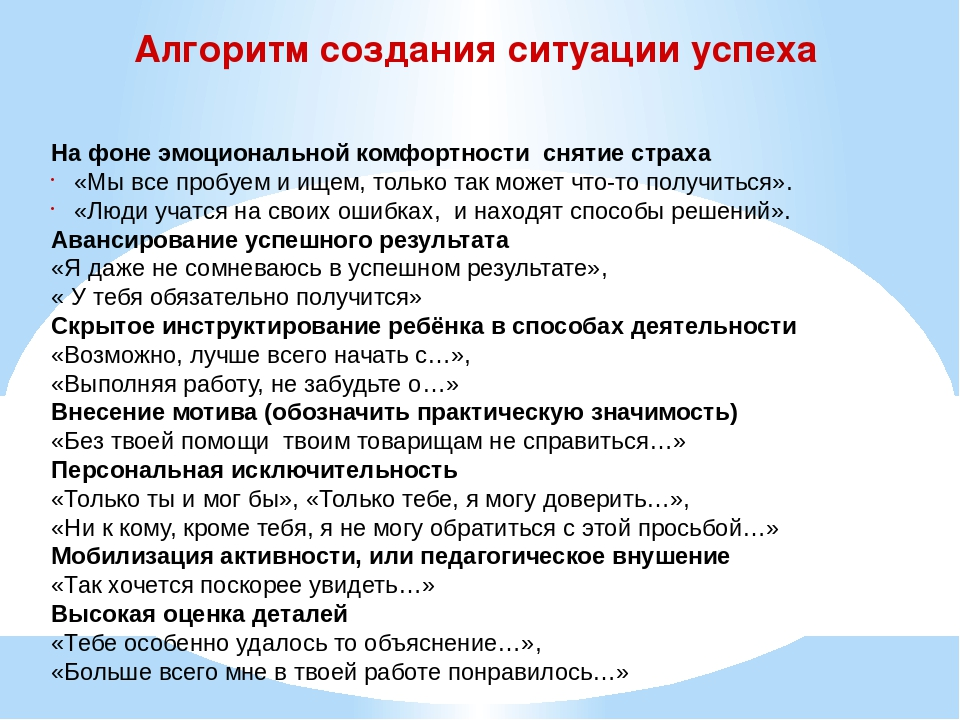 Алгоритм создания ситуации успеха
На фоне эмоциональной комфортности  снятие страха
• «Мы все пробуем и ищем, только так может что-то получиться».
• «Люди учатся на своих ошибках,  и находят способы решений».
Авансирование успешного результата
«Я даже не сомневаюсь в успешном результате»,
« У тебя обязательно получится»
Скрытое инструктирование ребёнка в способах деятельности
«Возможно, лучше всего начать с…»,
«Выполняя работу, не забудьте о…»
Внесение мотива (обозначить практическую значимость)
«Без твоей помощи  твоим товарищам не справиться…»
Персональная исключительность
«Только ты и мог бы», «Только тебе, я могу доверить…»,
«Ни к кому, кроме тебя, я не могу обратиться с этой просьбой…»
Мобилизация активности, или педагогическое внушение
«Так хочется поскорее увидеть…»
Высокая оценка деталей
«Тебе особенно удалось то объяснение…»,
«Больше всего мне в твоей работе понравилось…»